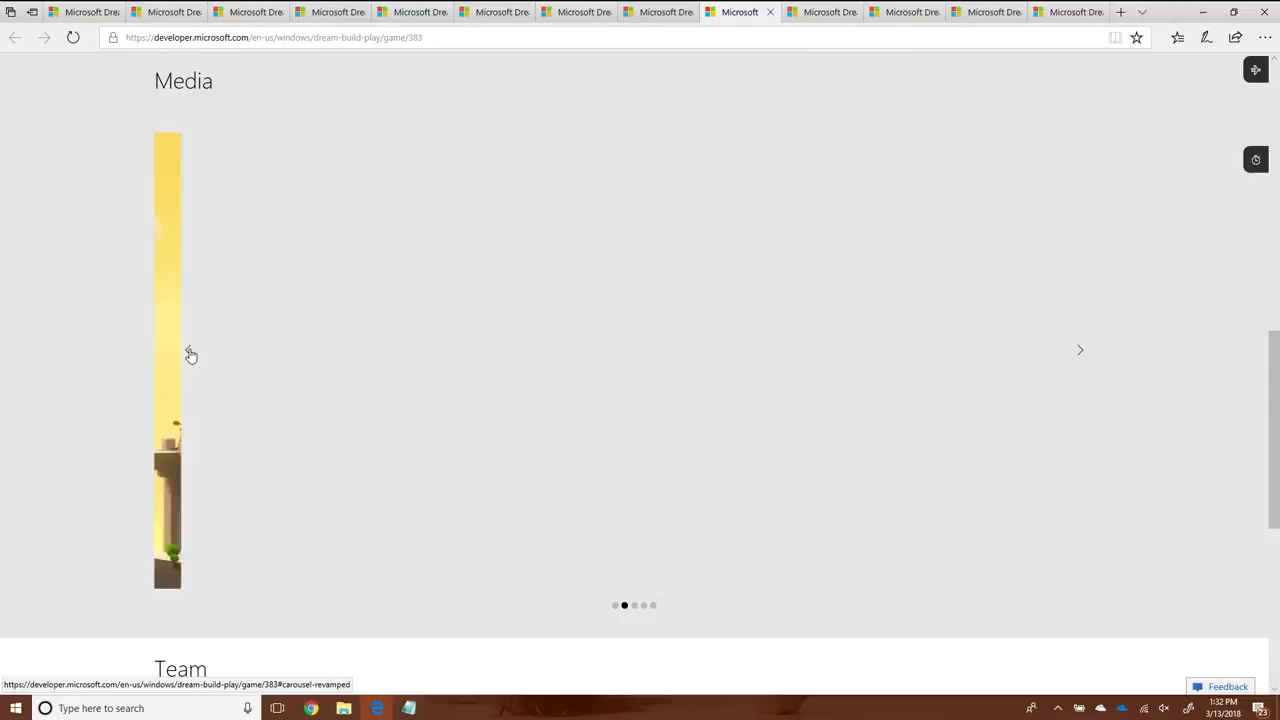 Microsoft Dre
Microsoft Dre
Microsoft Dre
Microsoft Dre
Microsoft Dre
Microsoft Dre
Microsoft Dre
Microsoft Dre
Microsoft
Microsoft Dre
Microsoft Dre
Microsoft Dre
Microsoft Dre
https://developer.microsoft.com/en-us/windows/dream-build-play/game/383
Media
Team
https://developer.microsoft.com/en-us/windows/dream-build-play/game/383#carousel-revamped
Feedback
Type here to search
1:32 PM
3/13/2018
23